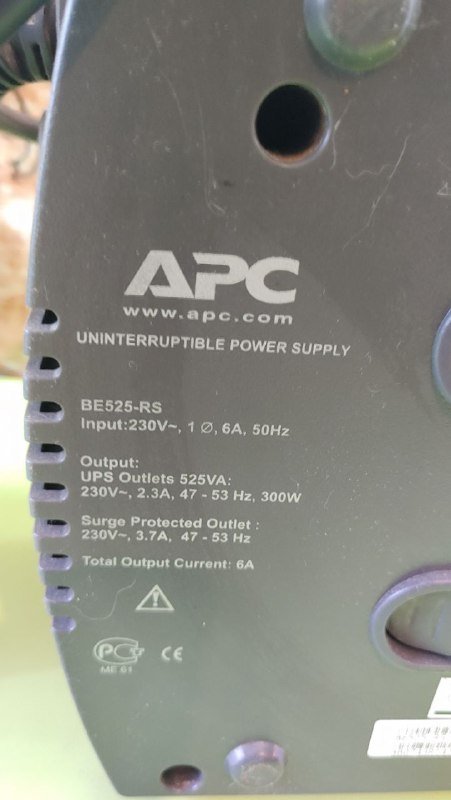 APC
www.apc.com
UNINTERRUPTIBLE POWER SUPPLY
BE525-RS
Input:230V~, 1 Ø, 6A, 50Hz
Output:
UPS Outlets 525VA:
230V~, 2.3A, 47 - 53 Hz, 300W
Surge Protected Outlet :
230V~, 3.7A, 47 - 53 Hz
Total Output Current: 6A
ME 61
CE